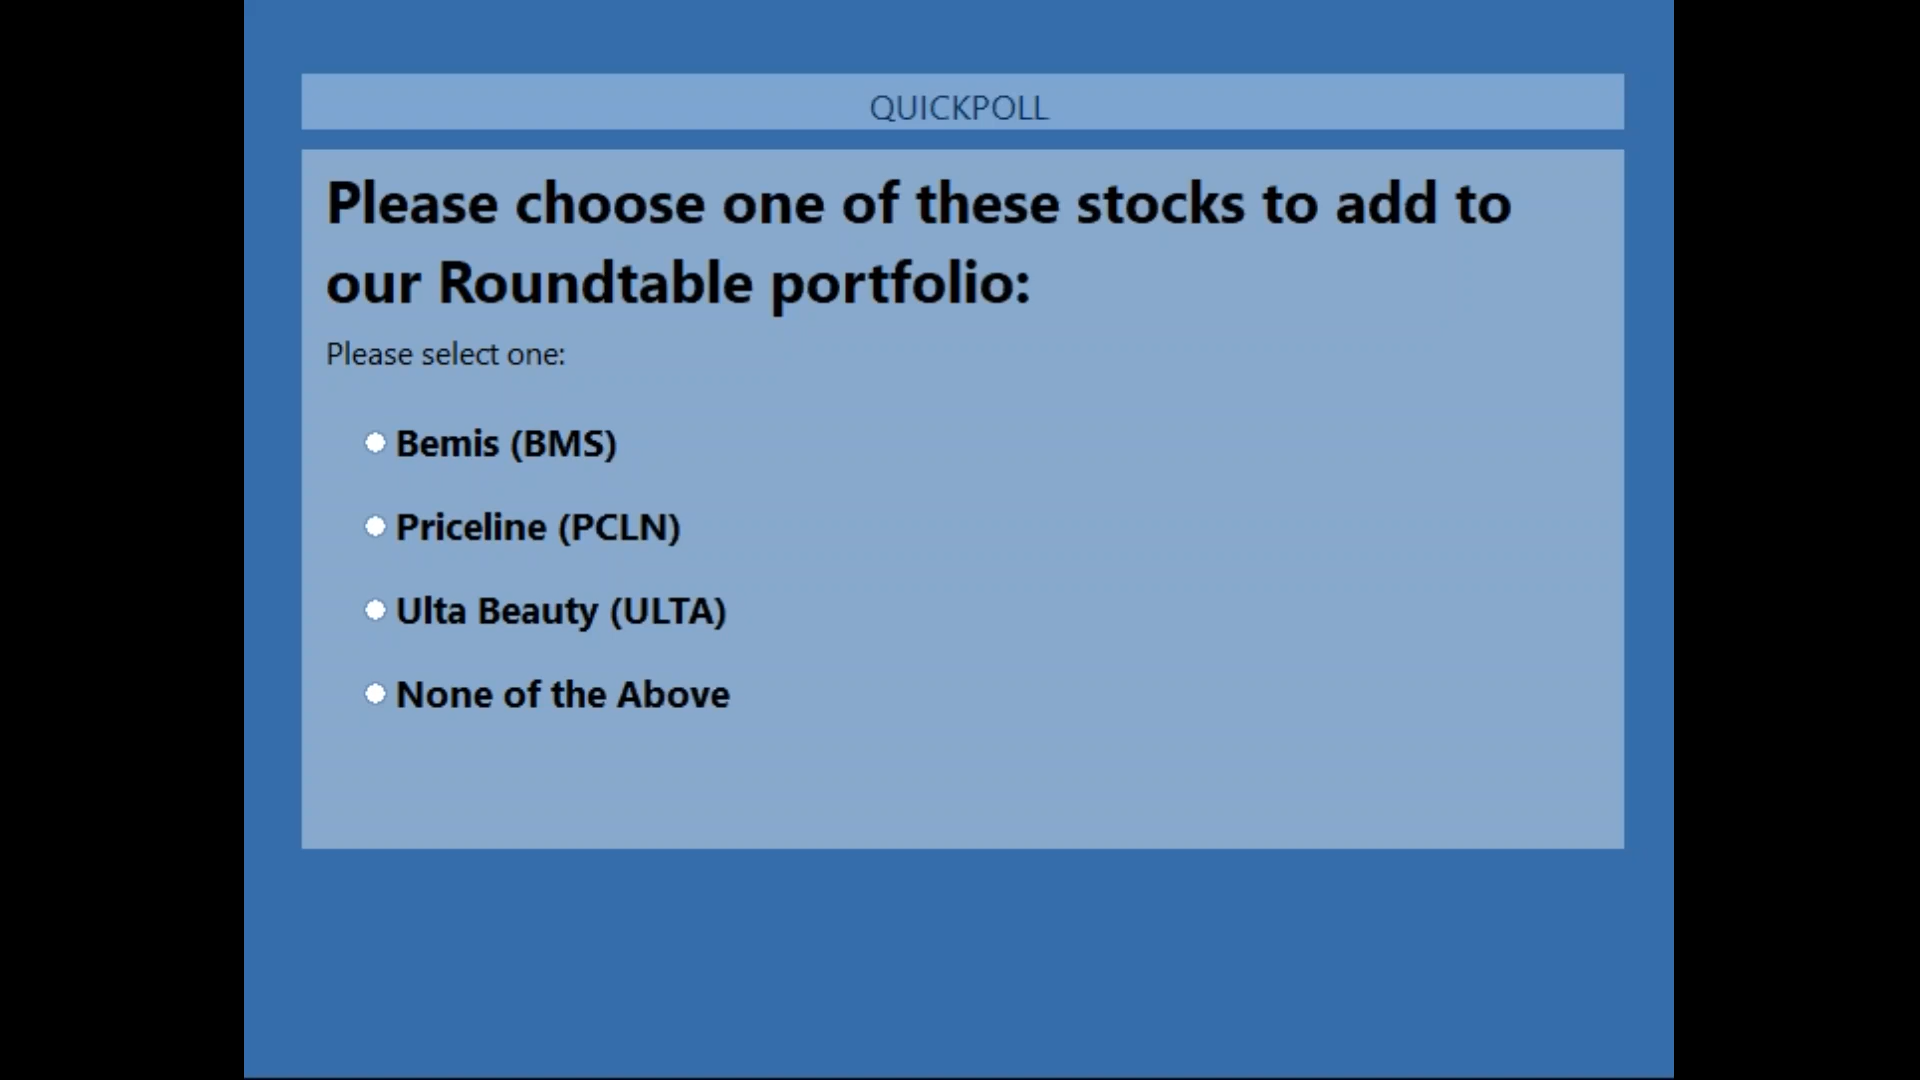 QUICKPOLL
Please choose one of these stocks to add to
our Roundtable portfolio:
Please select one:
Bemis (BMS)
Priceline (PCLN)
Ulta Beauty (ULTA)
None of the Above